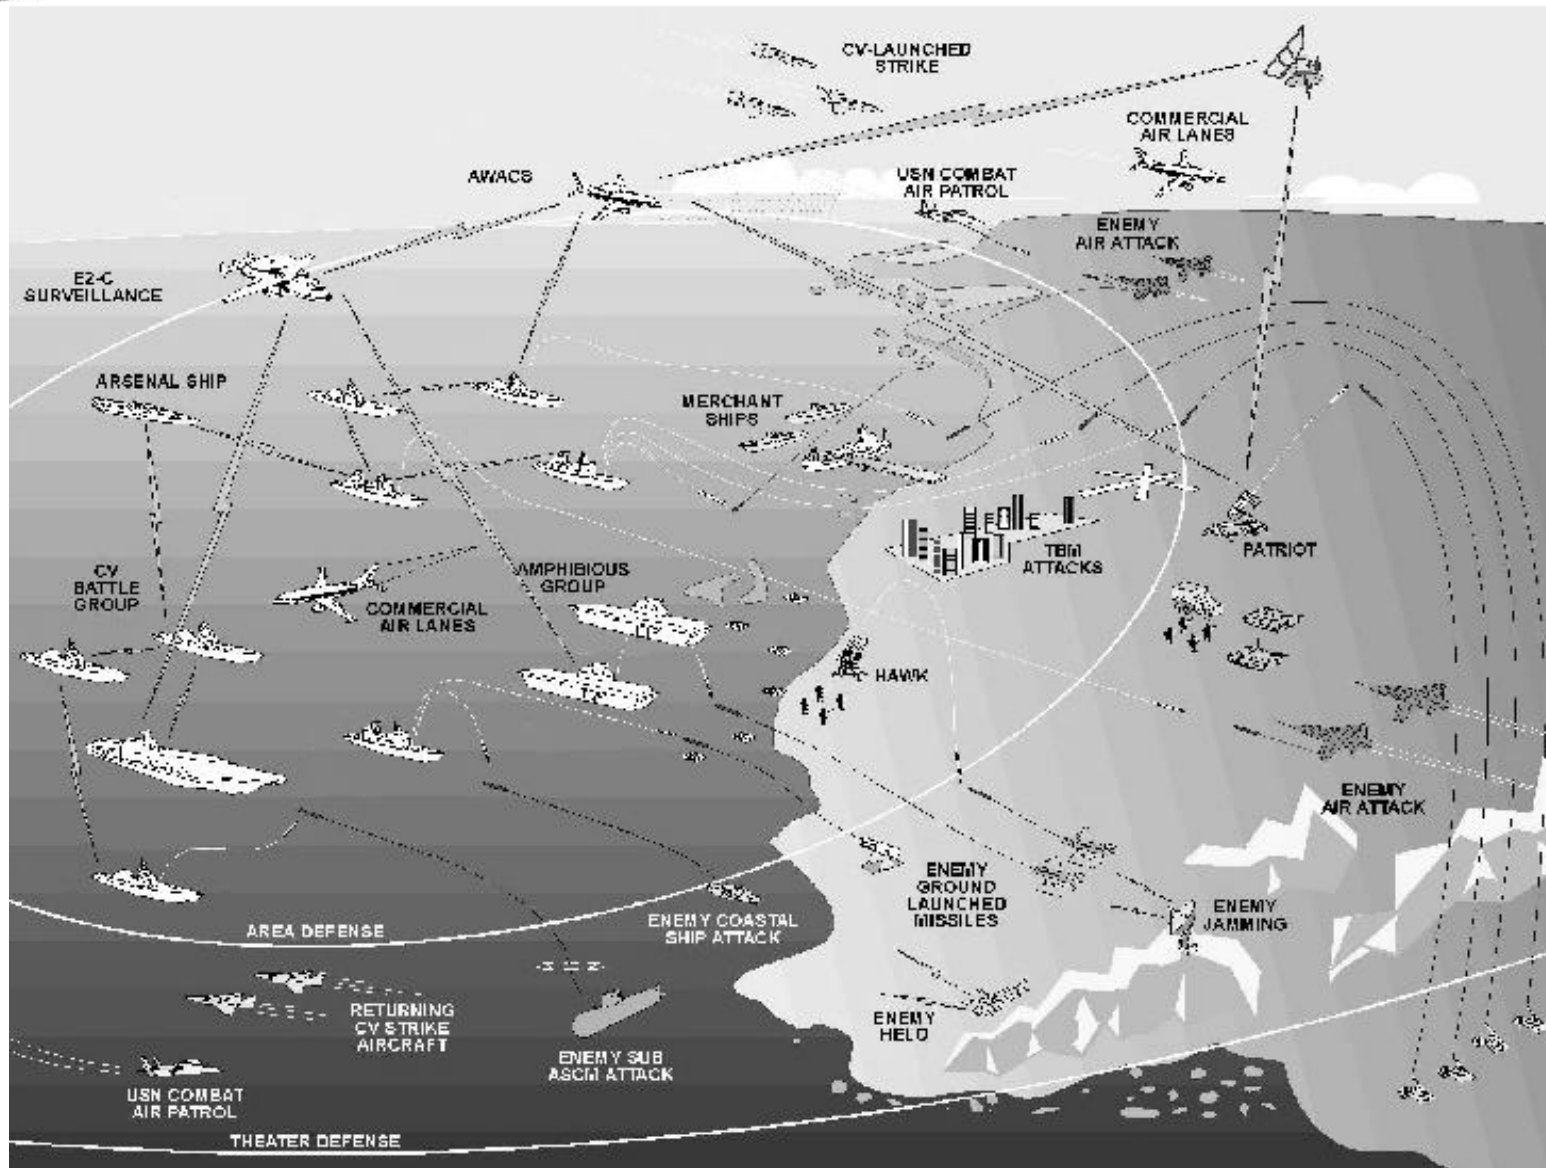 CV-LAUNCHED
STRIKE
COMMERCIAL
AIR LANES
AWACS
USN COMBAT
AIR PATROL
ENEMY
AIR ATTACK
E2-C
SURVEILLANCE
ARSENAL SHIP
MERCHANT
SHIPS
TBM
ATTACKS
PATRIOT
CV
BATTLE
GROUP
COMMERCIAL
AIR LANES
AMPHIBIOUS
GROUP
HAWK
ENEMY
AIR ATTACK
ENEMY
GROUND
LAUNCHED
MISSILES
ENEMY
JAMMING
ENEMY COASTAL
SHIP ATTACK
AREA DEFENSE
RETURNING
CV STRIKE
AIRCRAFT
ENEMY
HELO
ENEMY SUB
ASCM ATTACK
USN COMBAT
AIR PATROL
THEATER DEFENSE